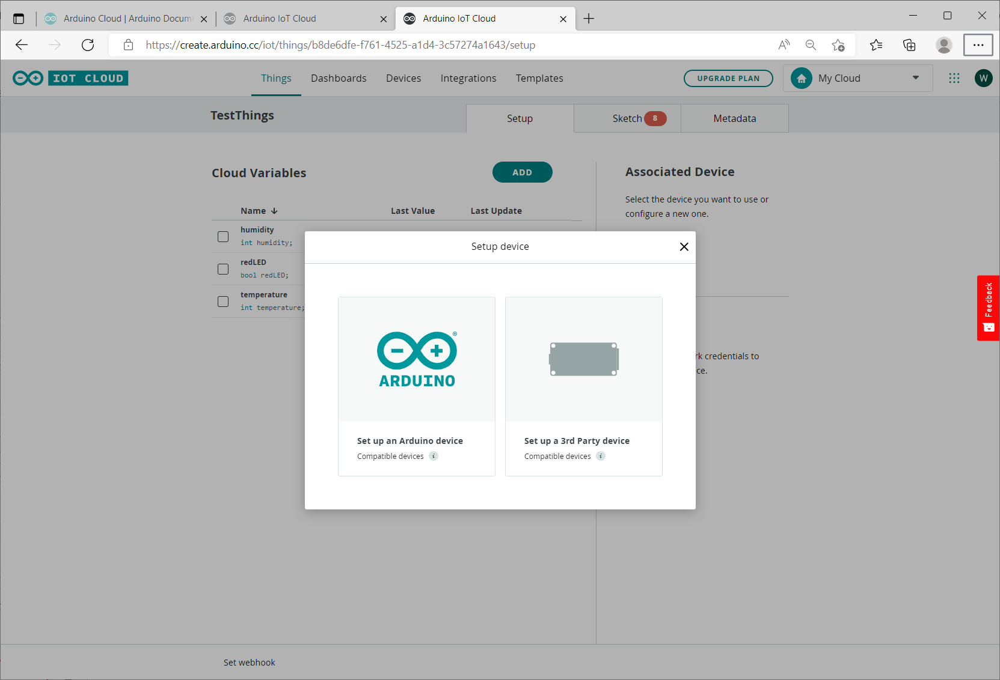 Arduino Cloud | Arduino Docum
Arduino IoT Cloud
Arduino IoT Cloud
https://create.arduino.cc/iot/things/b8de6dfe-f761-4525-a1d4-3c57274a1643/setup
IOT CLOUD
Things
Dashboards
Devices
Integrations
Templates
UPGRADE PLAN
My Cloud
W
TestThings
Setup
Sketch 8
Metadata
Cloud Variables
ADD
Name
Last Value
Last Update
humidity
int humidity;
redLED
bool redLED;
temperature
int temperature;
Associated Device
Select the device you want to use or
configure a new one.
rk credentials to
ce.
Setup device
ARDUINO
®
Set up an Arduino device
Compatible devices i
Set up a 3rd Party device
Compatible devices i
Feedback
Set webhook